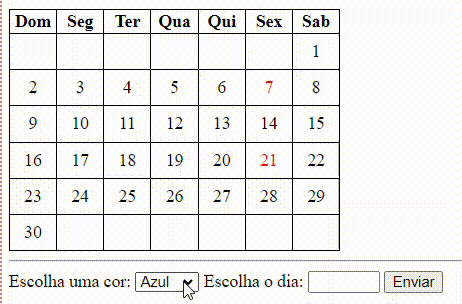 Dom Seg Ter Qua Qui Sex Sab
1
2 3 4 5 6 7 8
9 10 11 12 13 14 15
16 17 18 19 20 21 22
23 24 25 26 27 28 29
30
Escolha uma cor: Azul Escolha o dia: Enviar